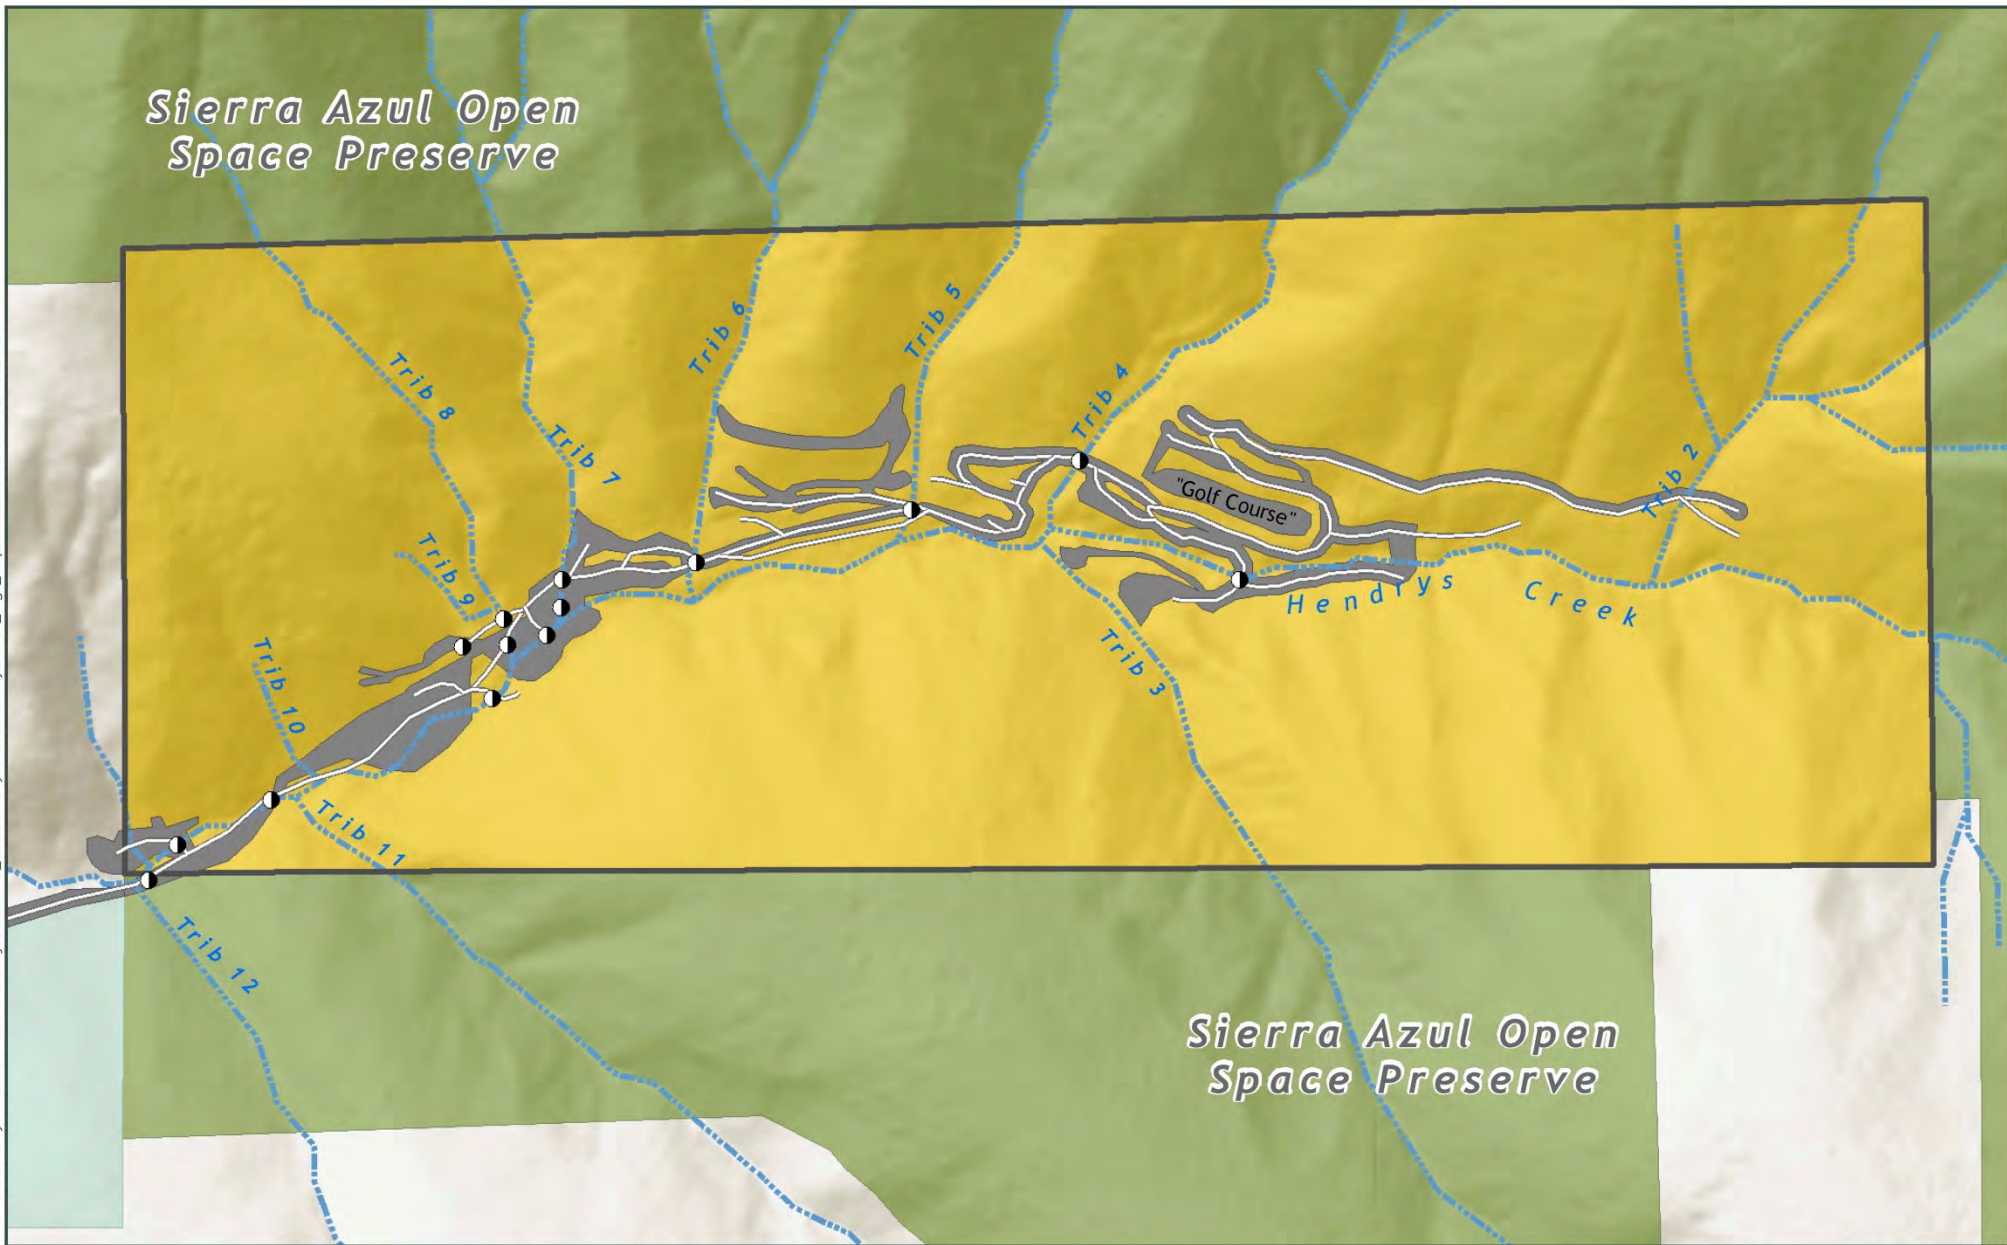 Sierra Azul Open
Space Preserve
Trib 8
Trib 7
Trib 6
Trib 5
Trib 4
"Golf Course"
Trib 2
Trib 9
Hendrys Creek
Trib 10
Trib 3
Trib 11
Trib 12
Sierra Azul Open
Space Preserve